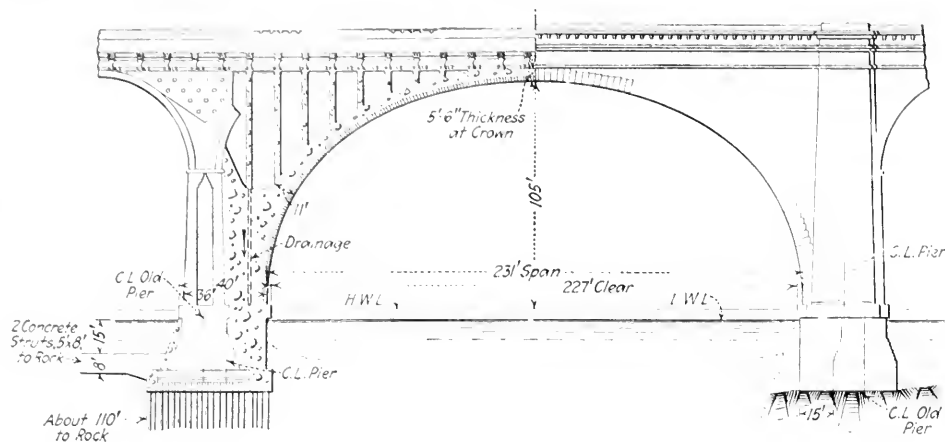 5'-6" Thickness
at Crown
105'
11'
Drainage
C.L. Old
Pier
36'
40'
231' Span
227' Clear
C.L. Pier
H.W.L.
L.W.L.
2 Concrete
Struts, 5'x8',
to Rock
15'
8'
C.L. Pier
About 110'
to Rock
15'
C.L. Old
Pier